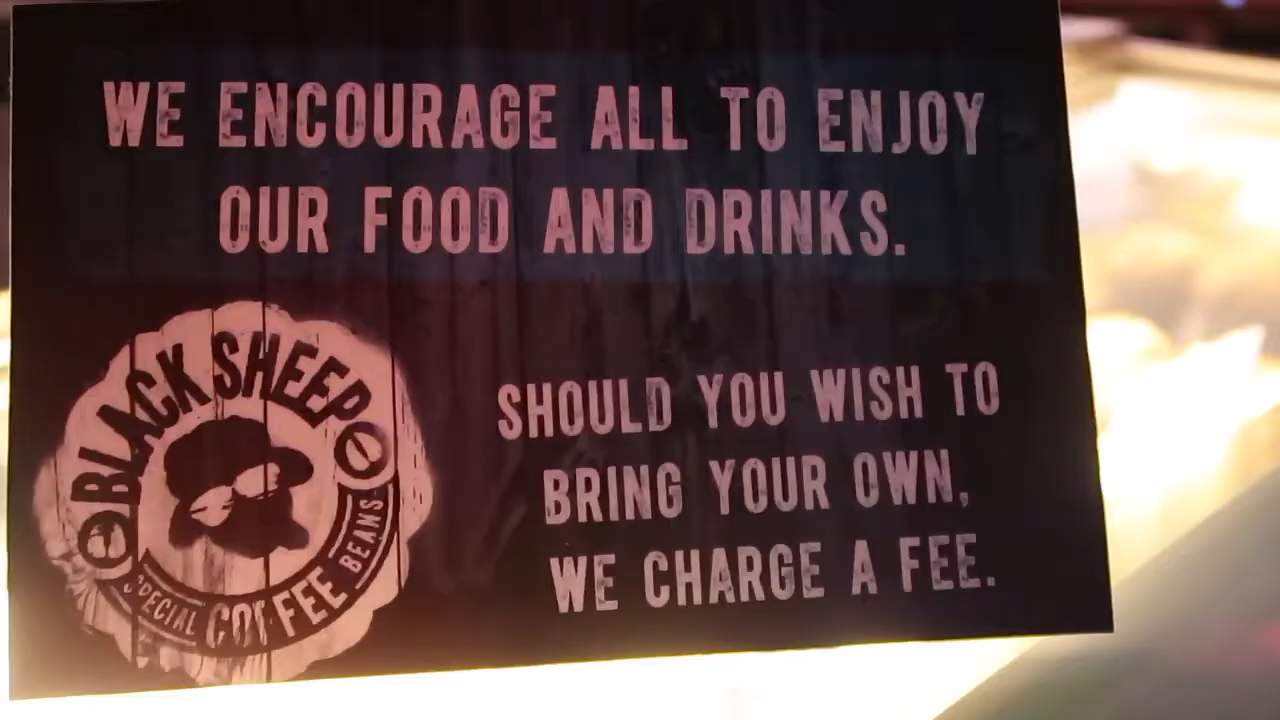 WE ENCOURAGE ALL TO ENJOY
OUR FOOD AND DRINKS.
BLACK SHEEP
SPECIAL COFFEE BEANS
SHOULD YOU WISH TO
BRING YOUR OWN,
WE CHARGE A FEE.